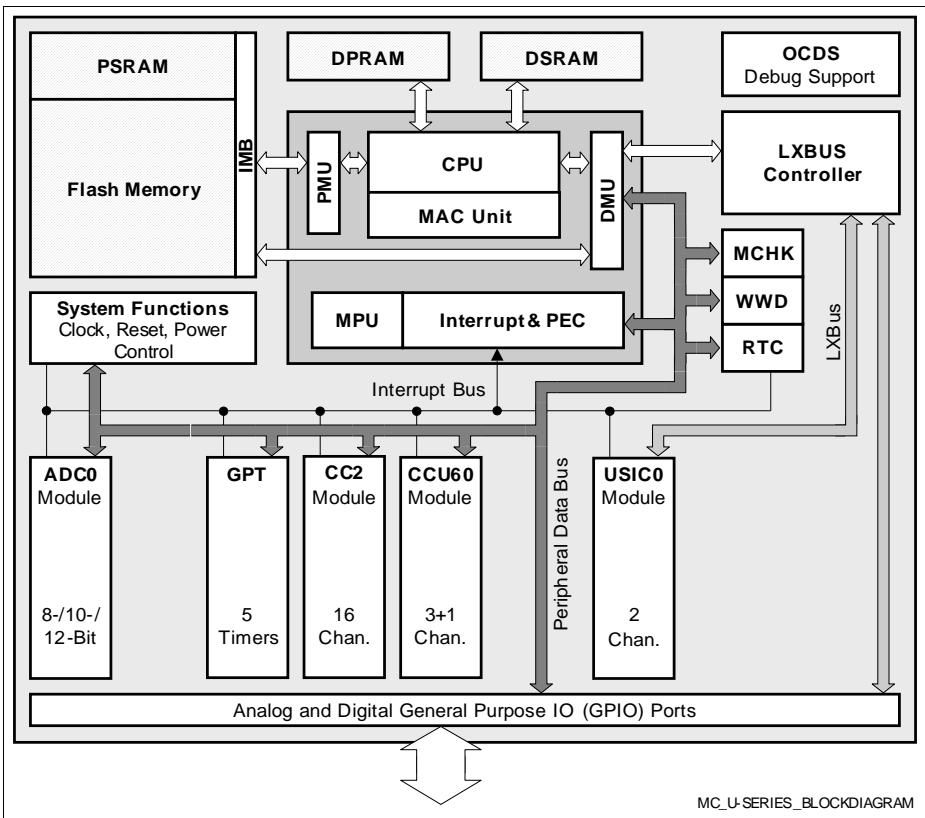 PSRAM
Flash Memory
IMB
DPRAM
DSRAM
OCDS
Debug Support
PMU
CPU
MAC Unit
DMU
LXBUS
Controller
MCHK
WWD
RTC
LXBus
System Functions
Clock, Reset, Power
Control
MPU
Interrupt & PEC
Interrupt Bus
ADC0
Module
8-/10-/
12-Bit
GPT
5
Timers
CC2
Module
16
Chan.
CCU60
Module
3+1
Chan.
Peripheral Data Bus
USIC0
Module
2
Chan.
Analog and Digital General Purpose IO (GPIO) Ports
MC_U-SERIES_BLOCKDIAGRAM